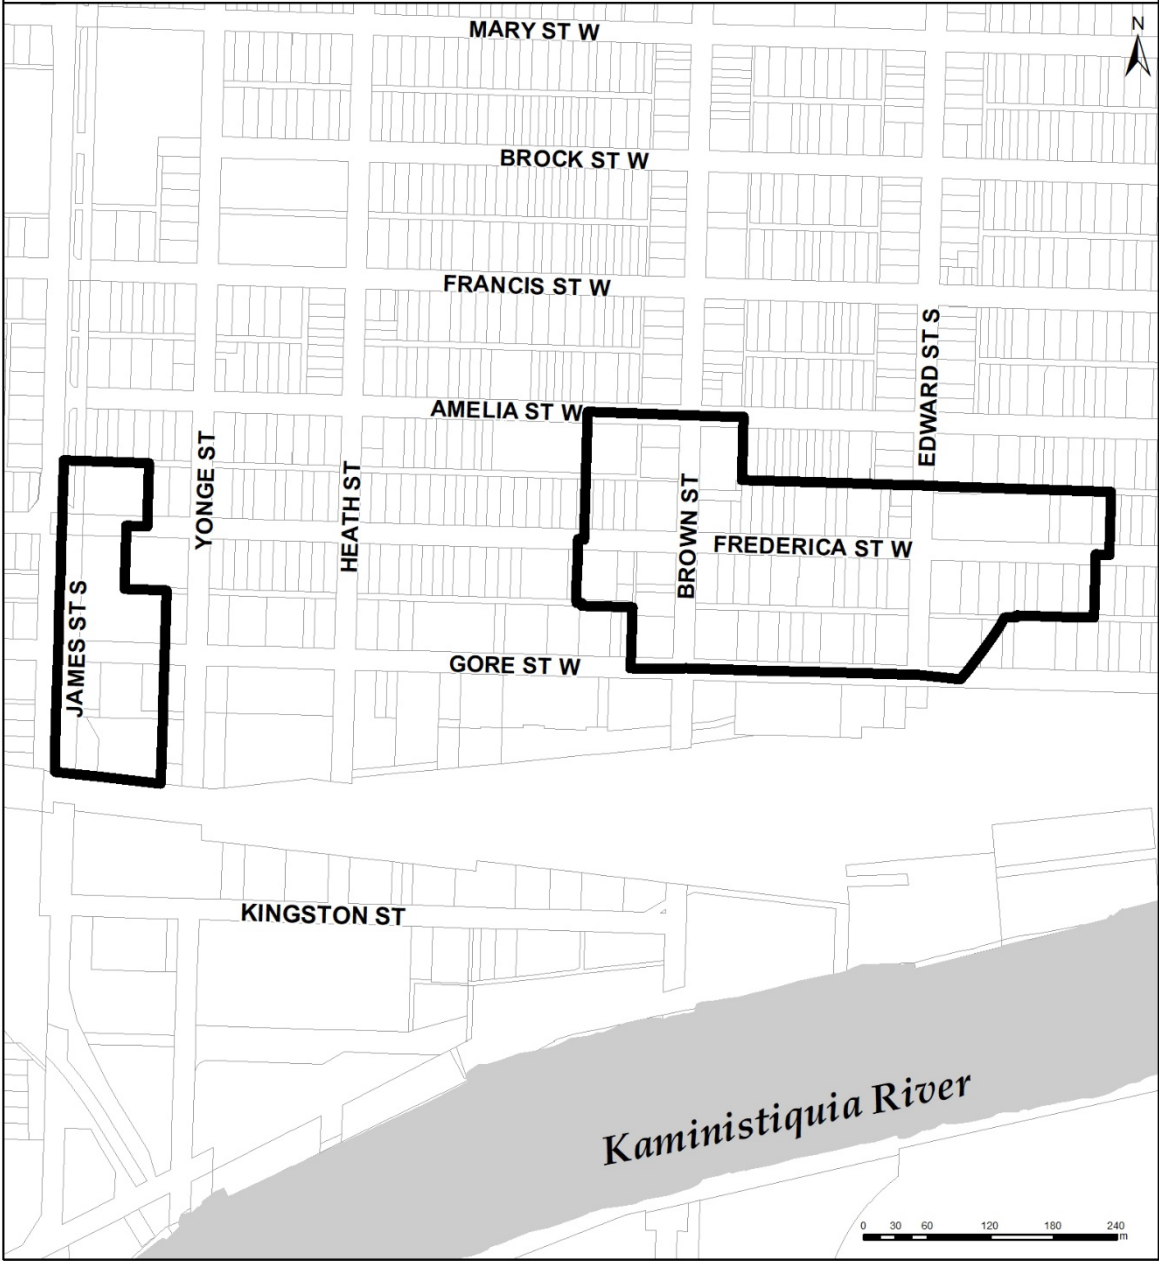 MARY ST W
N
BROCK ST W
FRANCIS ST W
EDWARD ST S
AMELIA ST W
YONGE ST
HEATH ST
BROWN ST
FREDERICA ST W
JAMES ST S
GORE ST W
KINGSTON ST
Kaministiquia River
0 30 60 120 180 240
m